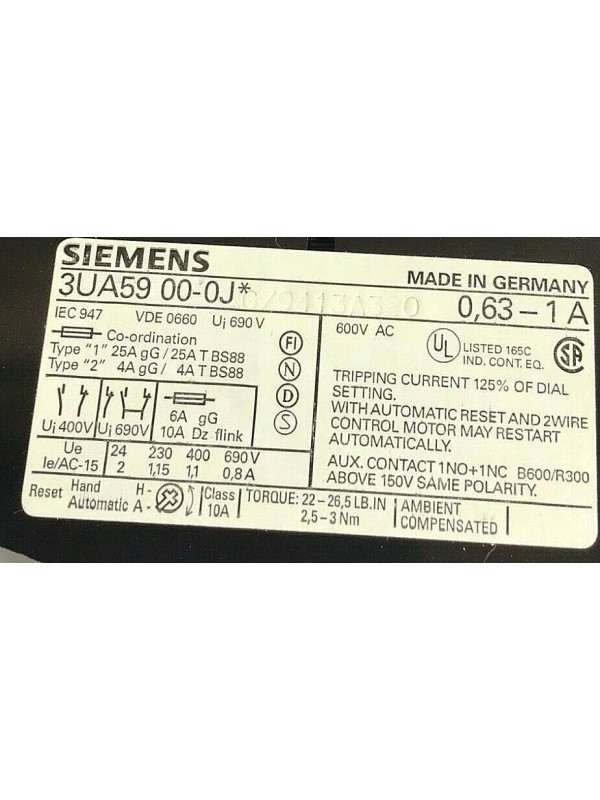 SIEMENS
3UA59 00-0J*
MADE IN GERMANY
0,63 – 1 A
IEC 947 VDE 0660 Ui 690 V
Co-ordination
Type "1" 25A gG / 25A T BS88
Type "2" 4A gG / 4A T BS88
FI
N
D
S
Ui 400V
Ui 690V
6A gG
10A Dz flink
Ue 24 230 400 690 V
Ie/AC-15 2 1,15 1,1 0,8 A
600V AC
UL LISTED 165C
IND. CONT. EQ.
SA
TRIPPING CURRENT 125% OF DIAL
SETTING.
WITH AUTOMATIC RESET AND 2WIRE
CONTROL MOTOR MAY RESTART
AUTOMATICALLY.
AUX. CONTACT 1NO+1NC B600/R300
ABOVE 150V SAME POLARITY.
Reset Hand H -
Automatic A -
Class
10A
TORQUE: 22 – 26,5 LB.IN
2,5 – 3 Nm
AMBIENT
COMPENSATED